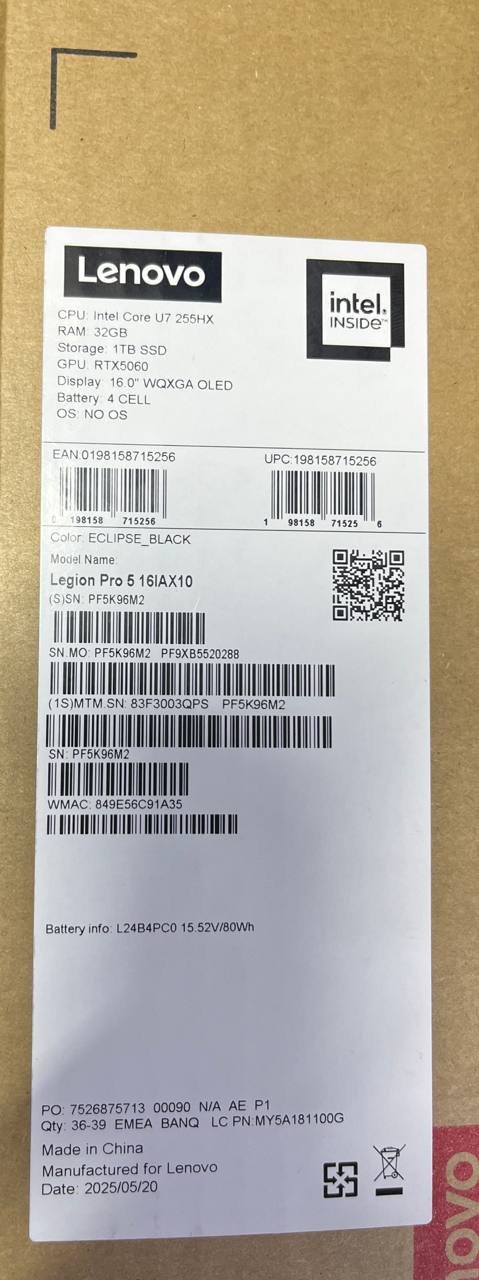 Lenovo
intel.
INSIDE™
CPU: Intel Core U7 255HX
RAM: 32GB
Storage: 1TB SSD
GPU: RTX5060
Display: 16.0" WQXGA OLED
Battery: 4 CELL
OS: NO OS
EAN:0198158715256
UPC:198158715256
0 198158 715256
1 98158 71525 6
Color: ECLIPSE_BLACK
Model Name:
Legion Pro 5 16IAX10
(S)SN: PF5K96M2
SN.MO: PF5K96M2 PF9XB5520288
(1S)MTM.SN: 83F3003QPS PF5K96M2
SN: PF5K96M2
WMAC: 849E56C91A35
Battery info: L24B4PC0 15.52V/80Wh
PO: 7526875713 00090 N/A AE P1
Qty: 36-39 EMEA BANQ LC PN:MY5A181100G
Made in China
Manufactured for Lenovo
Date: 2025/05/20
novo